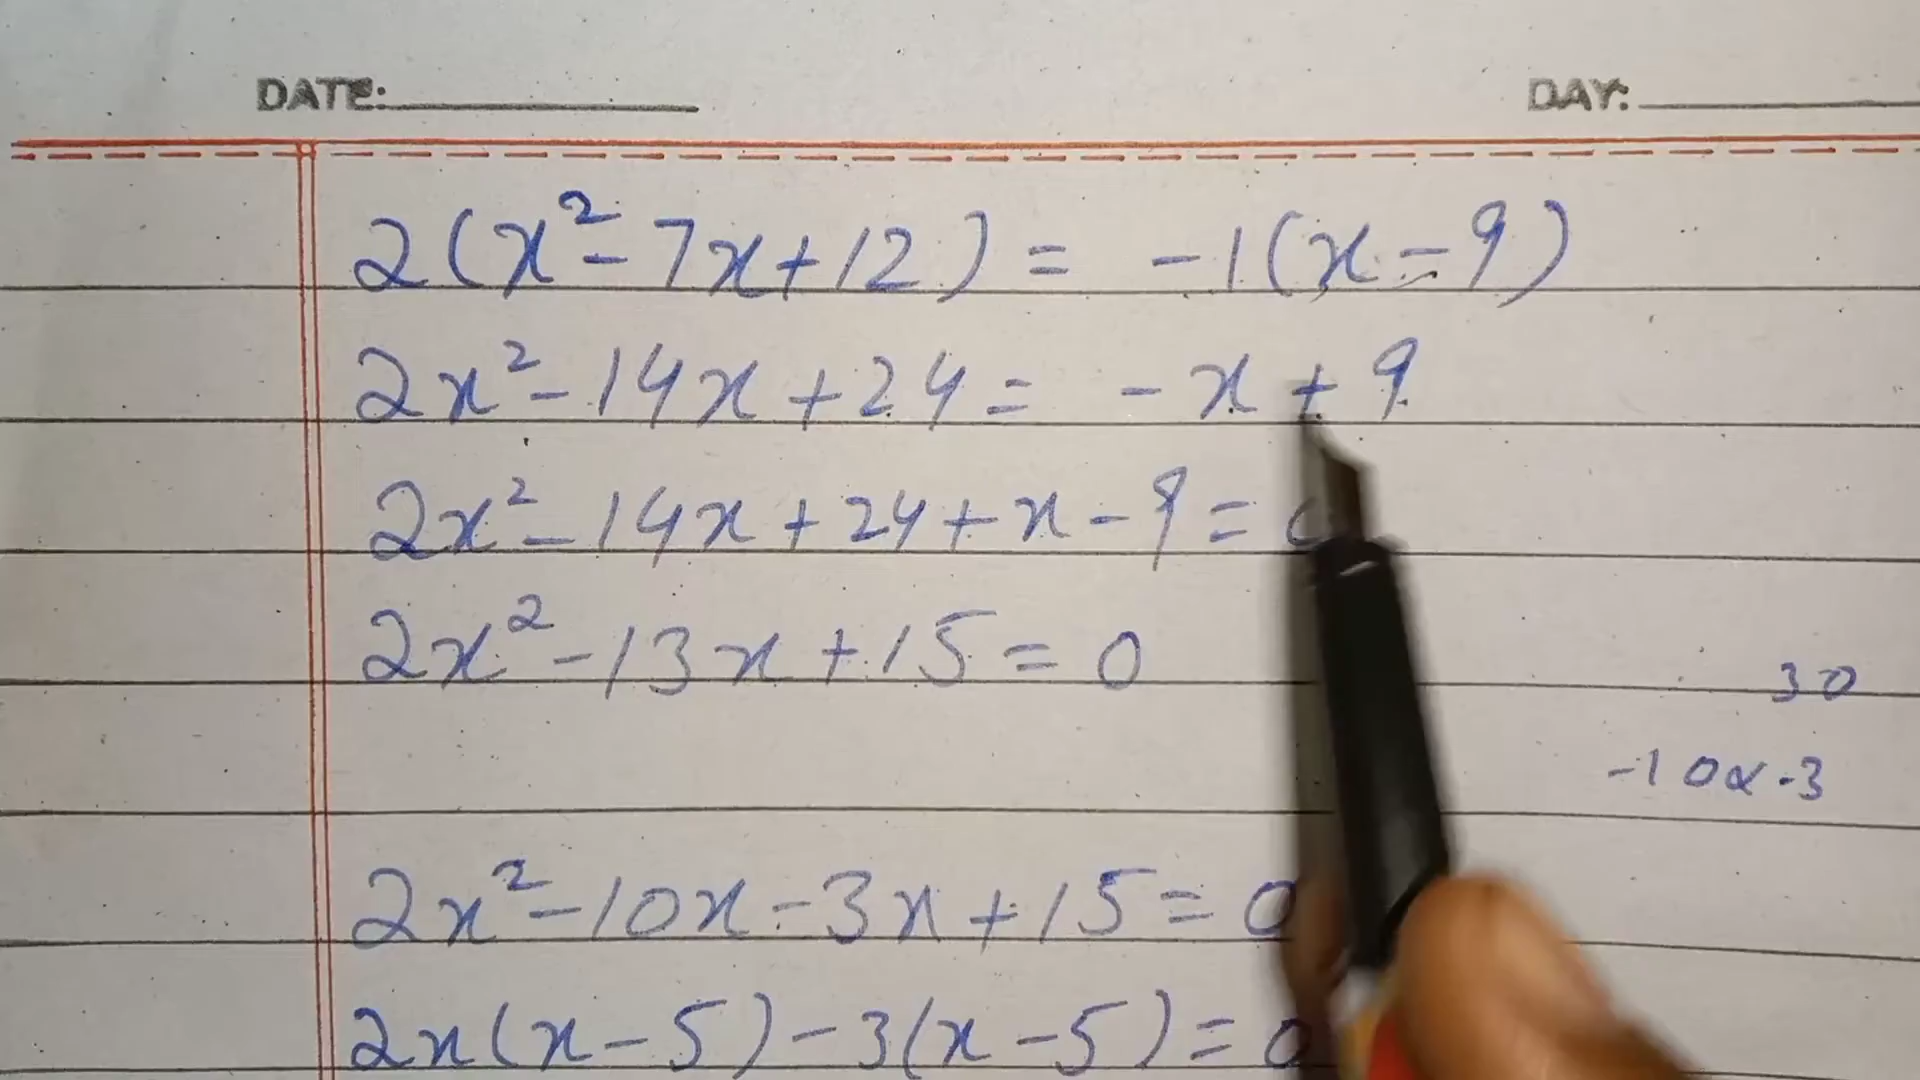 DATE: DAY:
2(x²-7x+12) = -1(x-9)
2x²-14x+24= -x+9
2x²-14x+24+x-9=0
2x²-13x+15=0
30
-10x-3
2x²-10x-3x+15=0
2x(x-5)-3(x-5)=0